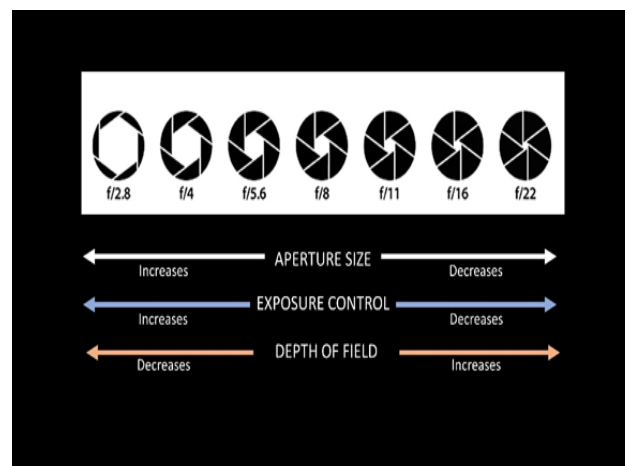 f/2.8 f/4 f/5.6 f/8 f/11 f/16 f/22
APERTURE SIZE
Increases Decreases
EXPOSURE CONTROL
Increases Decreases
DEPTH OF FIELD
Decreases Increases